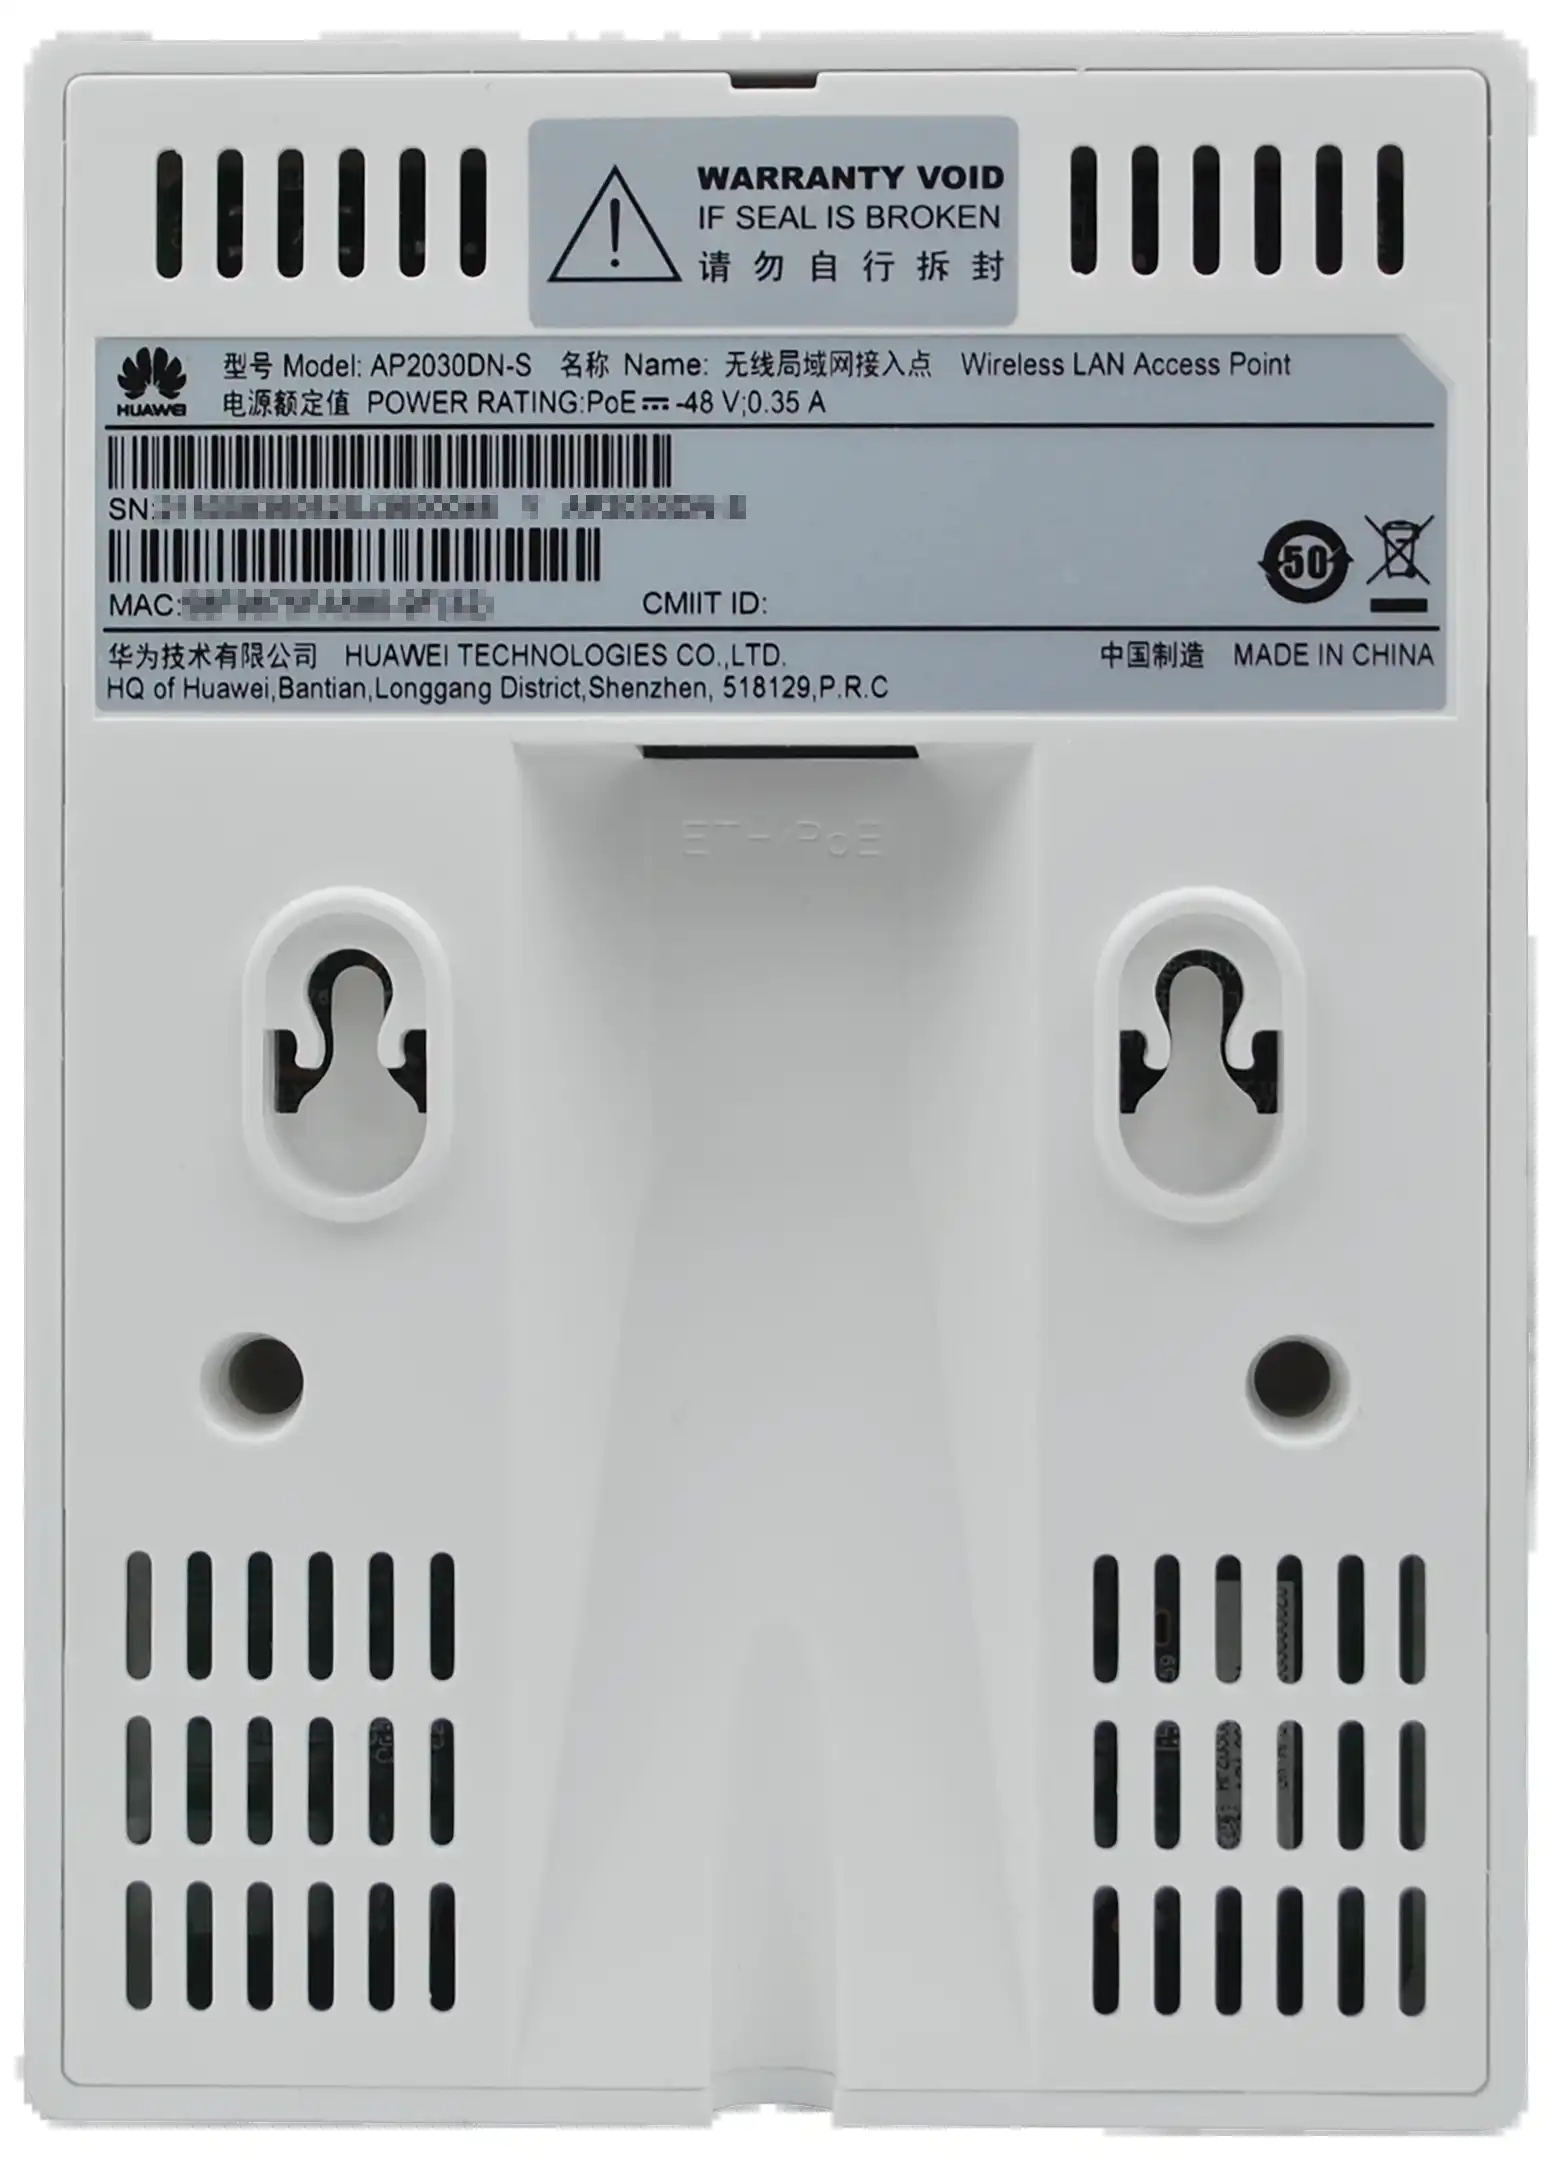 WARRANTY VOID
IF SEAL IS BROKEN
请勿自行拆封
HUAWEI
型号 Model: AP2030DN-S 名称 Name: 无线局域网接入点 Wireless LAN Access Point
电源额定值 POWER RATING:PoE -48 V;0.35 A
SN:
50
MAC:
CMIIT ID:
华为技术有限公司 HUAWEI TECHNOLOGIES CO.,LTD. 中国制造 MADE IN CHINA
HQ of Huawei,Bantian,Longgang District,Shenzhen, 518129,P.R.C
ETH/PoE